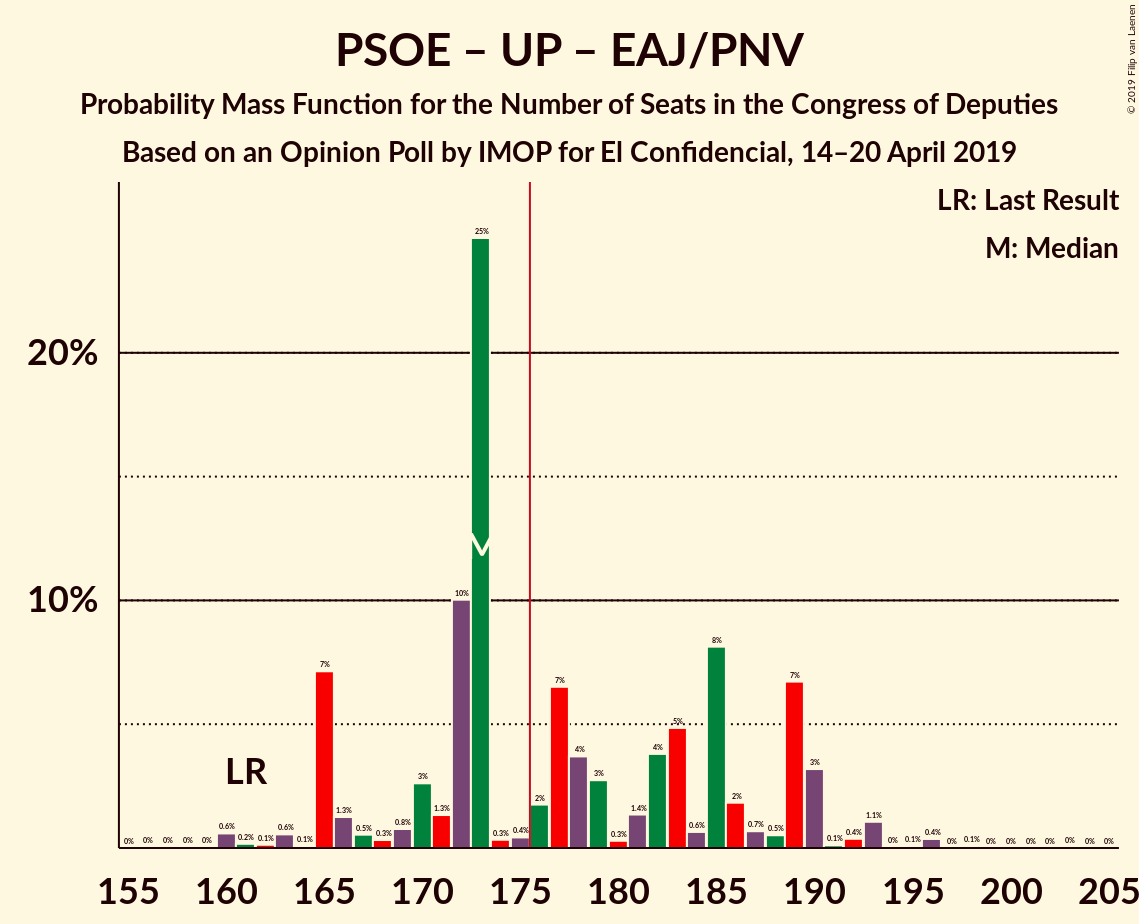 PSOE – UP – EAJ/PNV
Probability Mass Function for the Number of Seats in the Congress of Deputies
Based on an Opinion Poll by IMOP for El Confidencial, 14–20 April 2019
© 2019 Filip van Laenen
LR: Last Result
M: Median
25%
20%
10%
10%
8%
7%
7%
7%
5%
4%
4%
3%
3%
3%
2%
2%
LR
M
0% 0% 0% 0% 0% 0.6% 0.2% 0.1% 0.6% 0.1% 1.3% 0.5% 0.3% 0.8% 1.3% 0.3% 0.4% 0.3% 1.4% 0.6% 0.7% 0.5% 0.1% 0.4% 1.1% 0% 0.1% 0.4% 0% 0.1% 0% 0% 0% 0% 0% 0% 0%
155 160 165 170 175 180 185 190 195 200 205